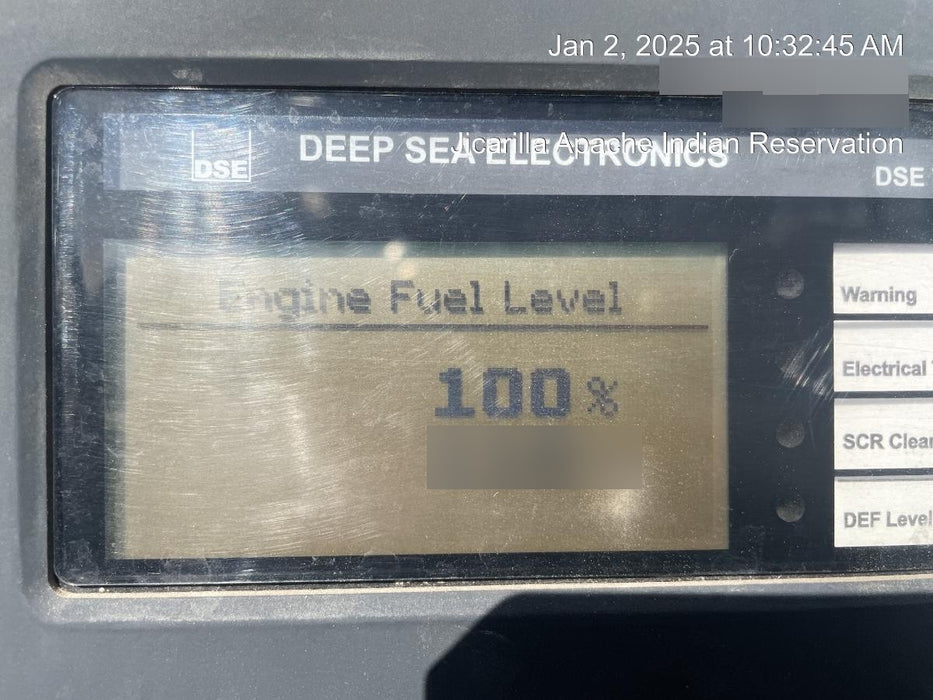 Jan 2, 2025 at 10:32:45 AM
Jicarilla Apache Indian Reservation
DSE
DEEP SEA ELECTRONICS
DSE
Engine Fuel Level
100 %
Warning
Electrical
SCR Clear
DEF Level